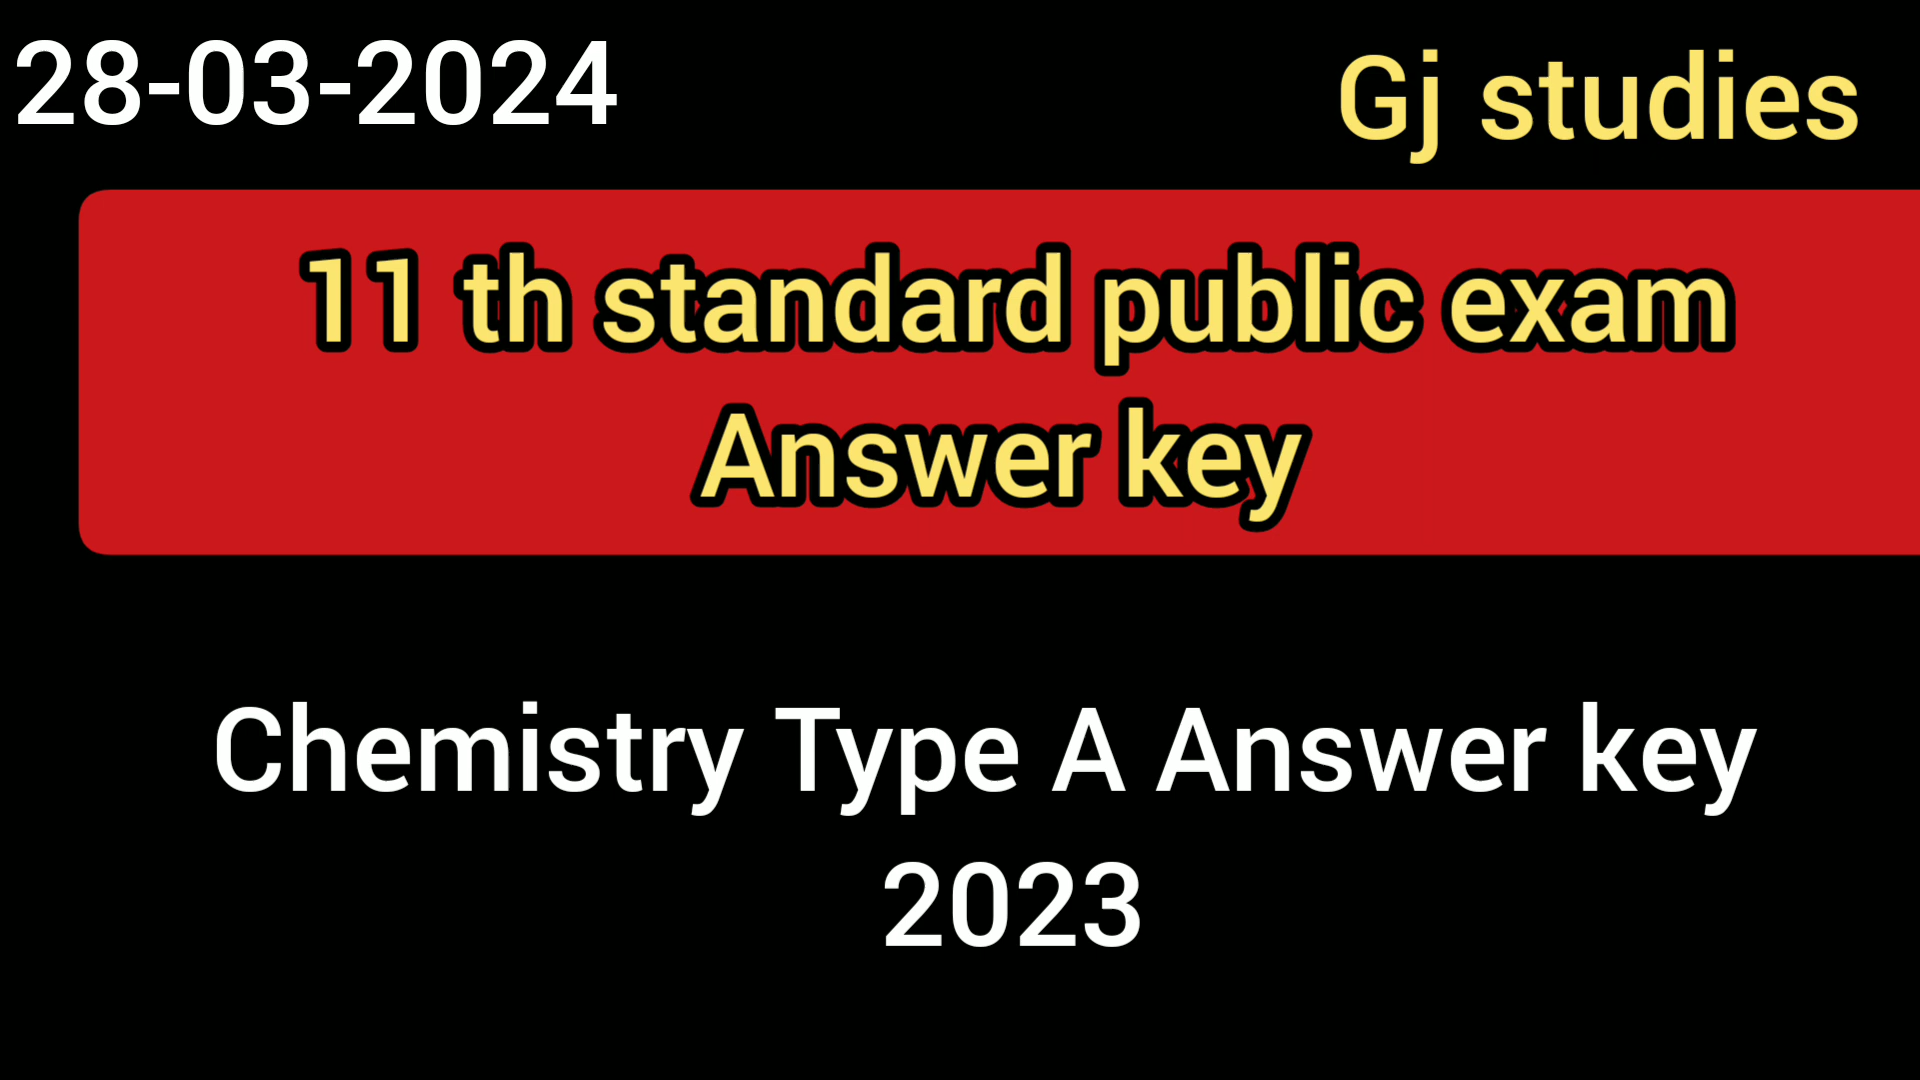 28-03-2024
Gj studies
11 th standard public exam
Answer key
Chemistry Type A Answer key
2023